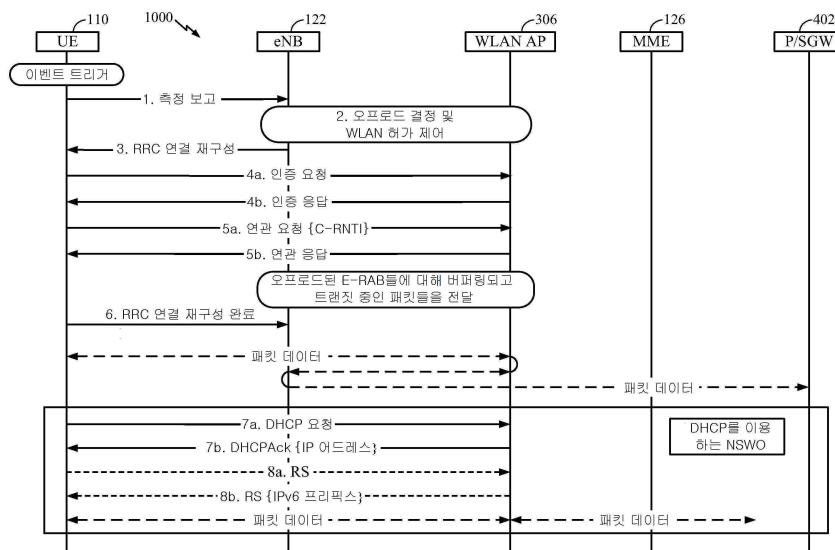 1000
110
122
306
126
402
UE
eNB
WLAN AP
MME
P/SGW
이벤트 트리거
1. 측정 보고
2. 오프로드 결정 및
WLAN 허가 제어
3. RRC 연결 재구성
4a. 인증 요청
4b. 인증 응답
5a. 연관 요청 {C-RNTI}
5b. 연관 응답
오프로드된 E-RAB들에 대해 버퍼링되고
트랜짓 중인 패킷들을 전달
6. RRC 연결 재구성 완료
패킷 데이터
패킷 데이터
7a. DHCP 요청
DHCP를 이용
하는 NSWO
7b. DHCPAck {IP 어드레스}
8a. RS
8b. RS {IPv6 프리픽스}
패킷 데이터
패킷 데이터